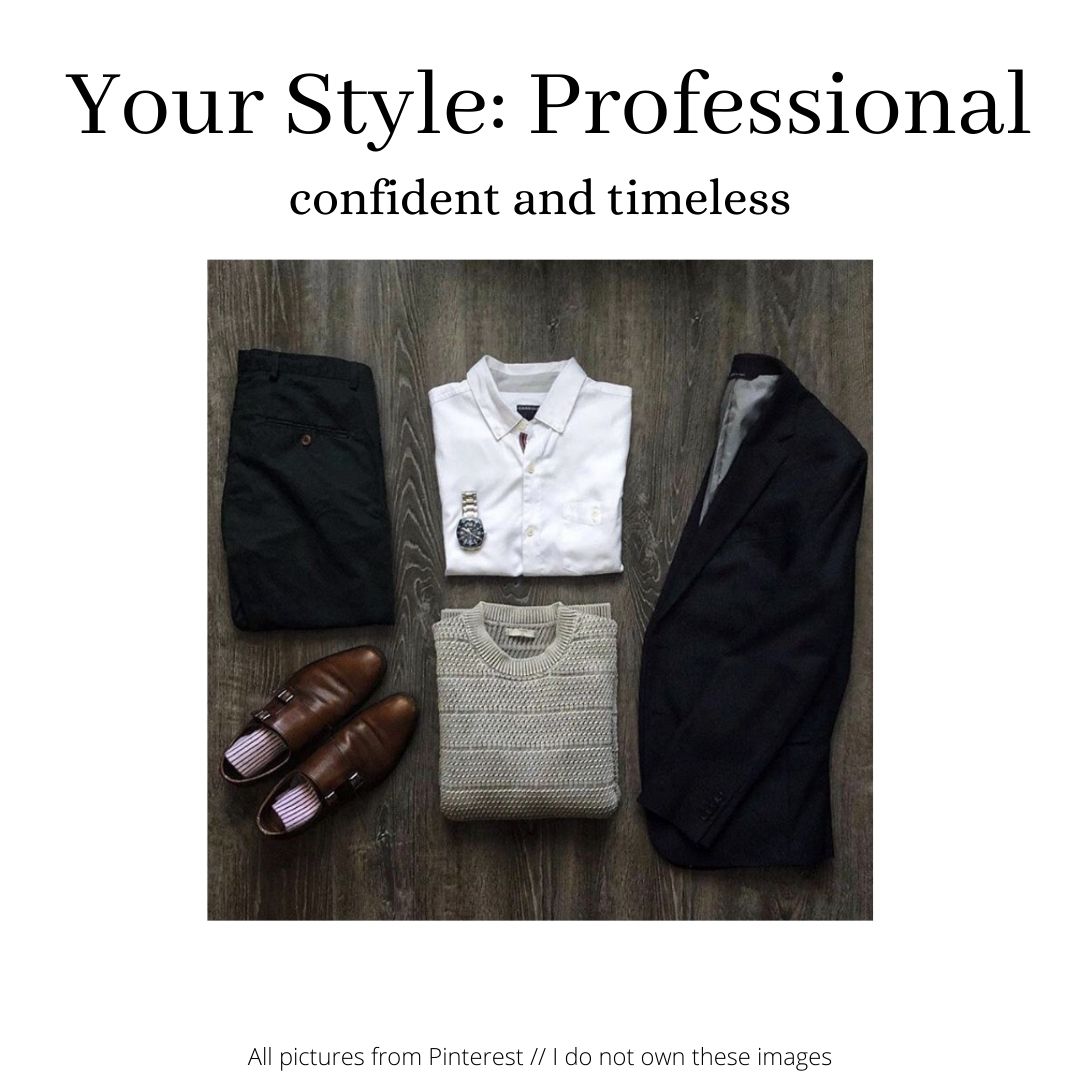 Your Style: Professional
confident and timeless
All pictures from Pinterest // I do not own these images